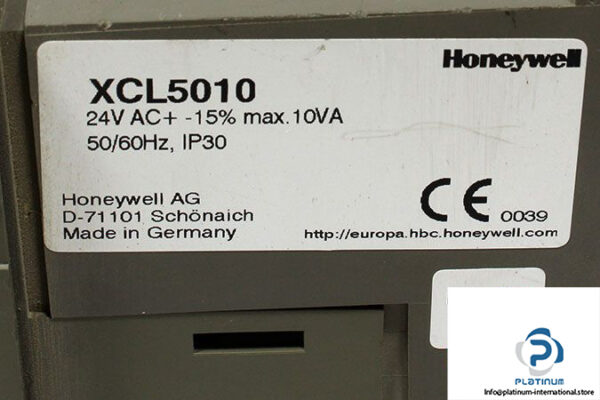 Honeywell
XCL5010
24V AC+ -15% max.10VA
50/60Hz, IP30
Honeywell AG
D-71101 Schönaich
Made in Germany
CE 0039
http://europa.hbc.honeywell.com
PLATINUM
Info@platinum-international.store